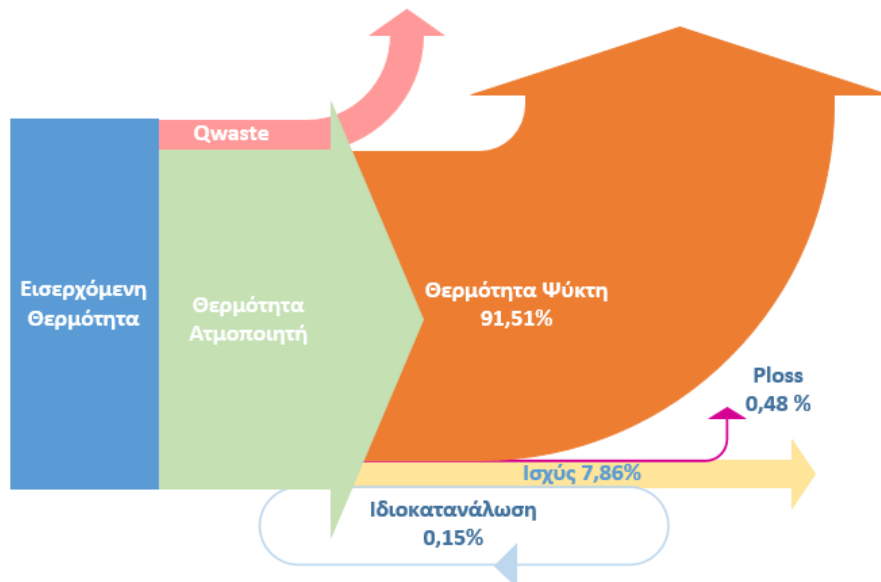 Qwaste
Εισερχόμενη
Θερμότητα
Θερμότητα
Ατμοποιητή
Θερμότητα Ψύκτη
91,51%
Ploss
0,48 %
Ισχύς 7,86%
Ιδιοκατανάλωση
0,15%